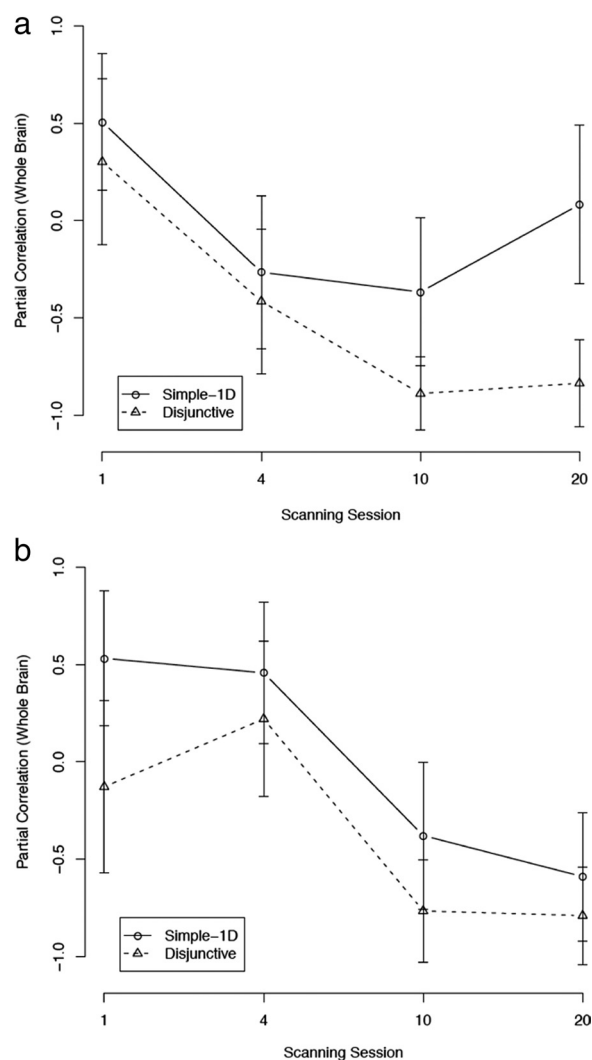 a
Partial Correlation (Whole Brain)
1.0
0.5
0.0
−0.5
−1.0
Simple−1D
Disjunctive
1 4 10 20
Scanning Session
b
Partial Correlation (Whole Brain)
1.0
0.5
0.0
−0.5
−1.0
Simple−1D
Disjunctive
1 4 10 20
Scanning Session